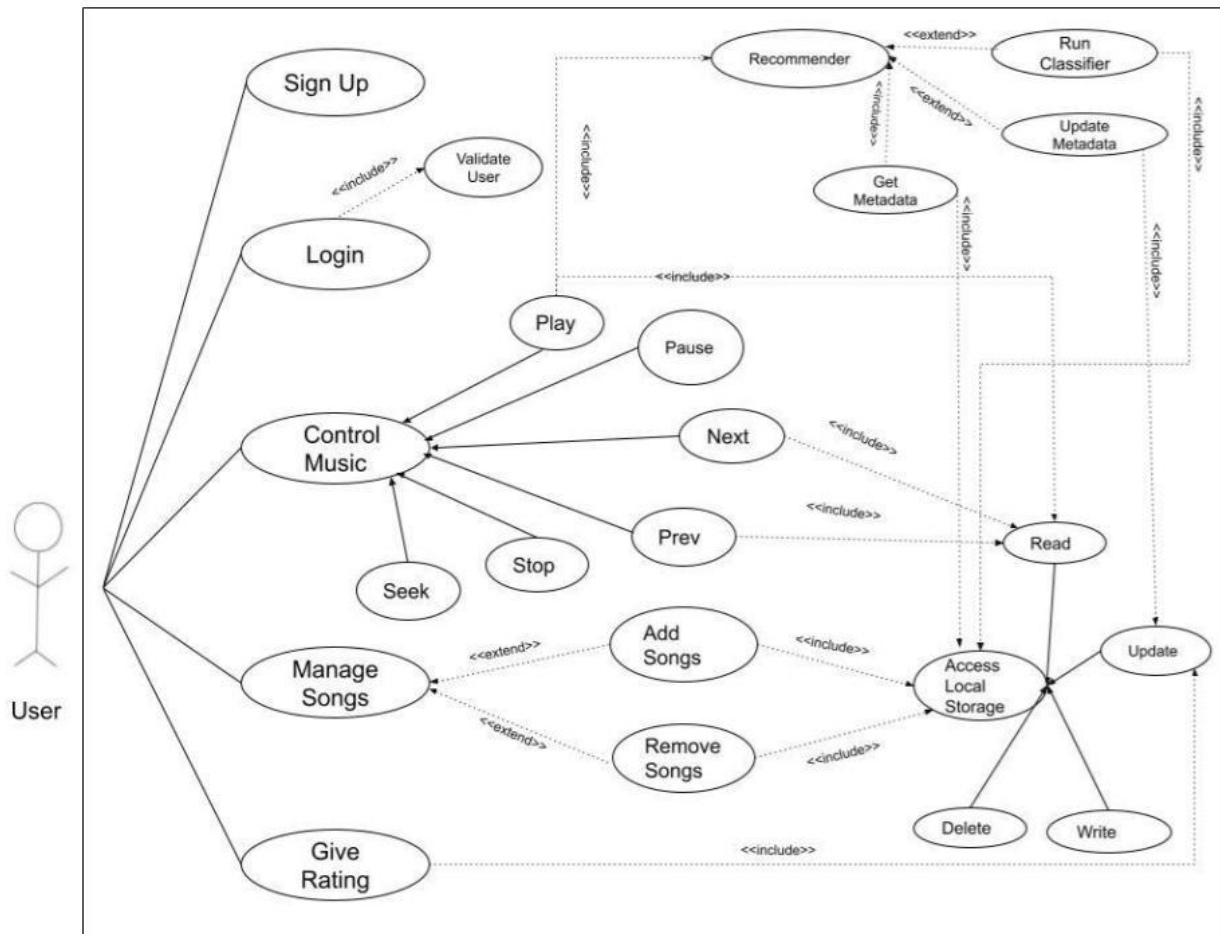 Sign Up
<<include>>
Validate
User
Login
<<include>>
Recommender
<<extend>>
Run
Classifier
<<include>>
<<extend>>
Update
Metadata
<<include>>
Get
Metadata
<<include>>
<<include>>
<<include>>
Play
Pause
Control
Music
Next
<<include>>
Prev
<<include>>
Read
Stop
Seek
User
Manage
Songs
<<extend>>
Add
Songs
<<include>>
Access
Local
Storage
Update
<<extend>>
Remove
Songs
<<include>>
Delete
Write
Give
Rating
<<include>>